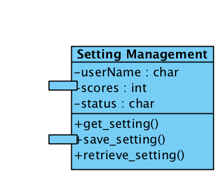 Setting Management
-userName : char
-scores : int
-status : char
+get_setting()
+save_setting()
+retrieve_setting()